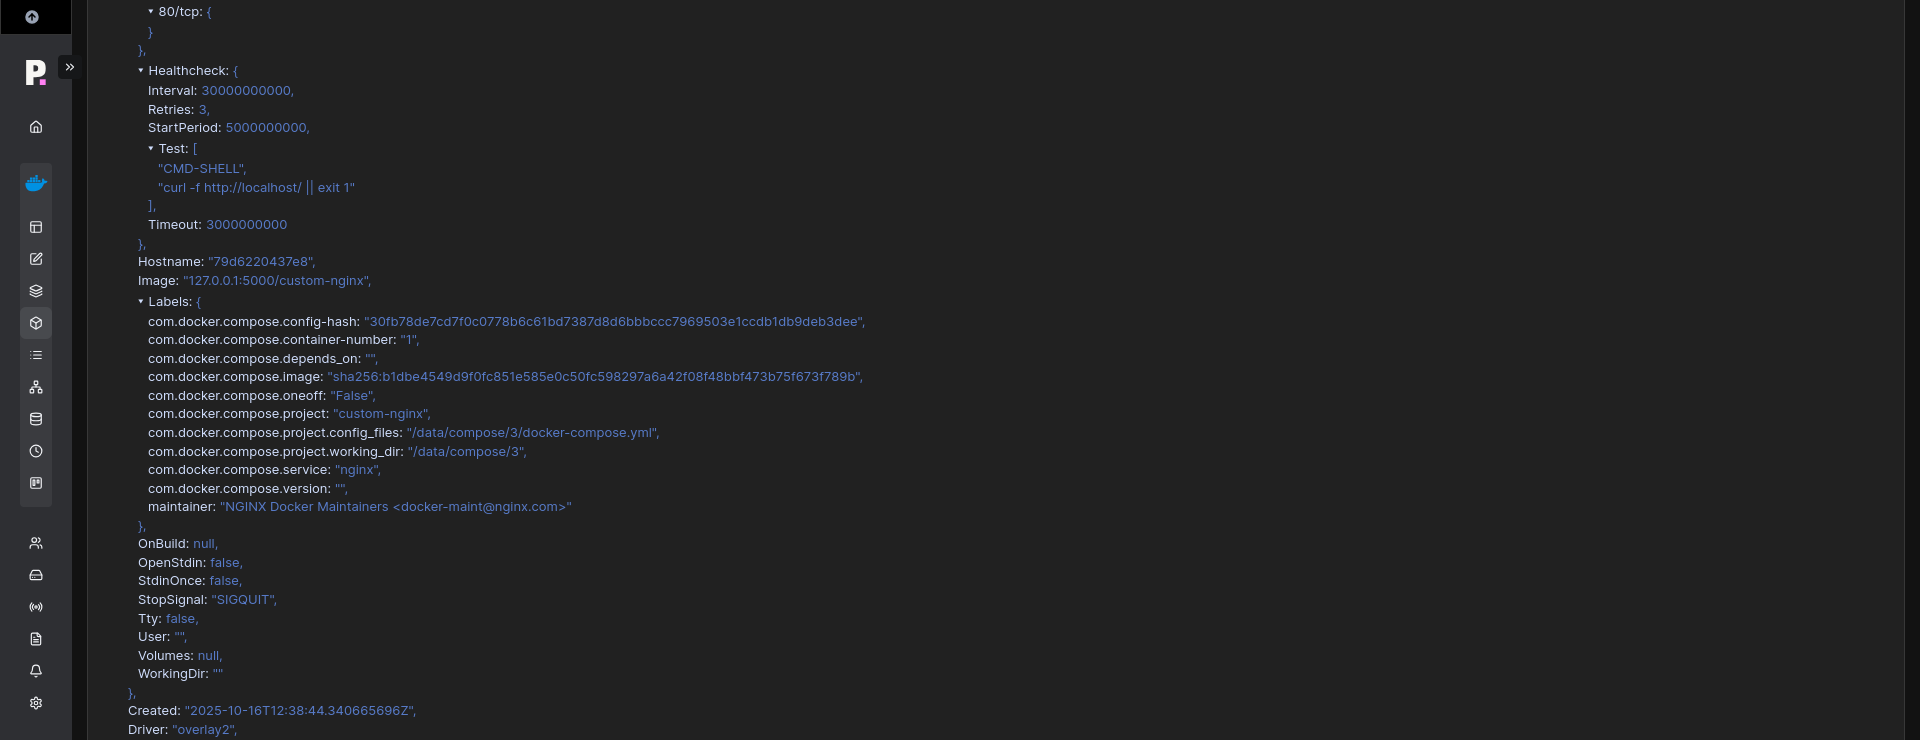 80/tcp: {
}
},
Healthcheck: {
Interval: 30000000000,
Retries: 3,
StartPeriod: 5000000000,
Test: [
"CMD-SHELL",
"curl -f http://localhost/ || exit 1"
],
Timeout: 3000000000
},
Hostname: "79d6220437e8",
Image: "127.0.0.1:5000/custom-nginx",
Labels: {
com.docker.compose.config-hash: "30fb78de7cd7f0c0778b6c61bd7387d8d6bbbccc7969503e1ccdb1db9deb3dee",
com.docker.compose.container-number: "1",
com.docker.compose.depends_on: "",
com.docker.compose.image: "sha256:b1dbe4549d9f0fc851e585e0c50fc598297a6a42f08f48bbf473b75f673f789b",
com.docker.compose.oneoff: "False",
com.docker.compose.project: "custom-nginx",
com.docker.compose.project.config_files: "/data/compose/3/docker-compose.yml",
com.docker.compose.project.working_dir: "/data/compose/3",
com.docker.compose.service: "nginx",
com.docker.compose.version: "",
maintainer: "NGINX Docker Maintainers <docker-maint@nginx.com>"
},
OnBuild: null,
OpenStdin: false,
StdinOnce: false,
StopSignal: "SIGQUIT",
Tty: false,
User: "",
Volumes: null,
WorkingDir: ""
},
Created: "2025-10-16T12:38:44.340665696Z",
Driver: "overlay2",